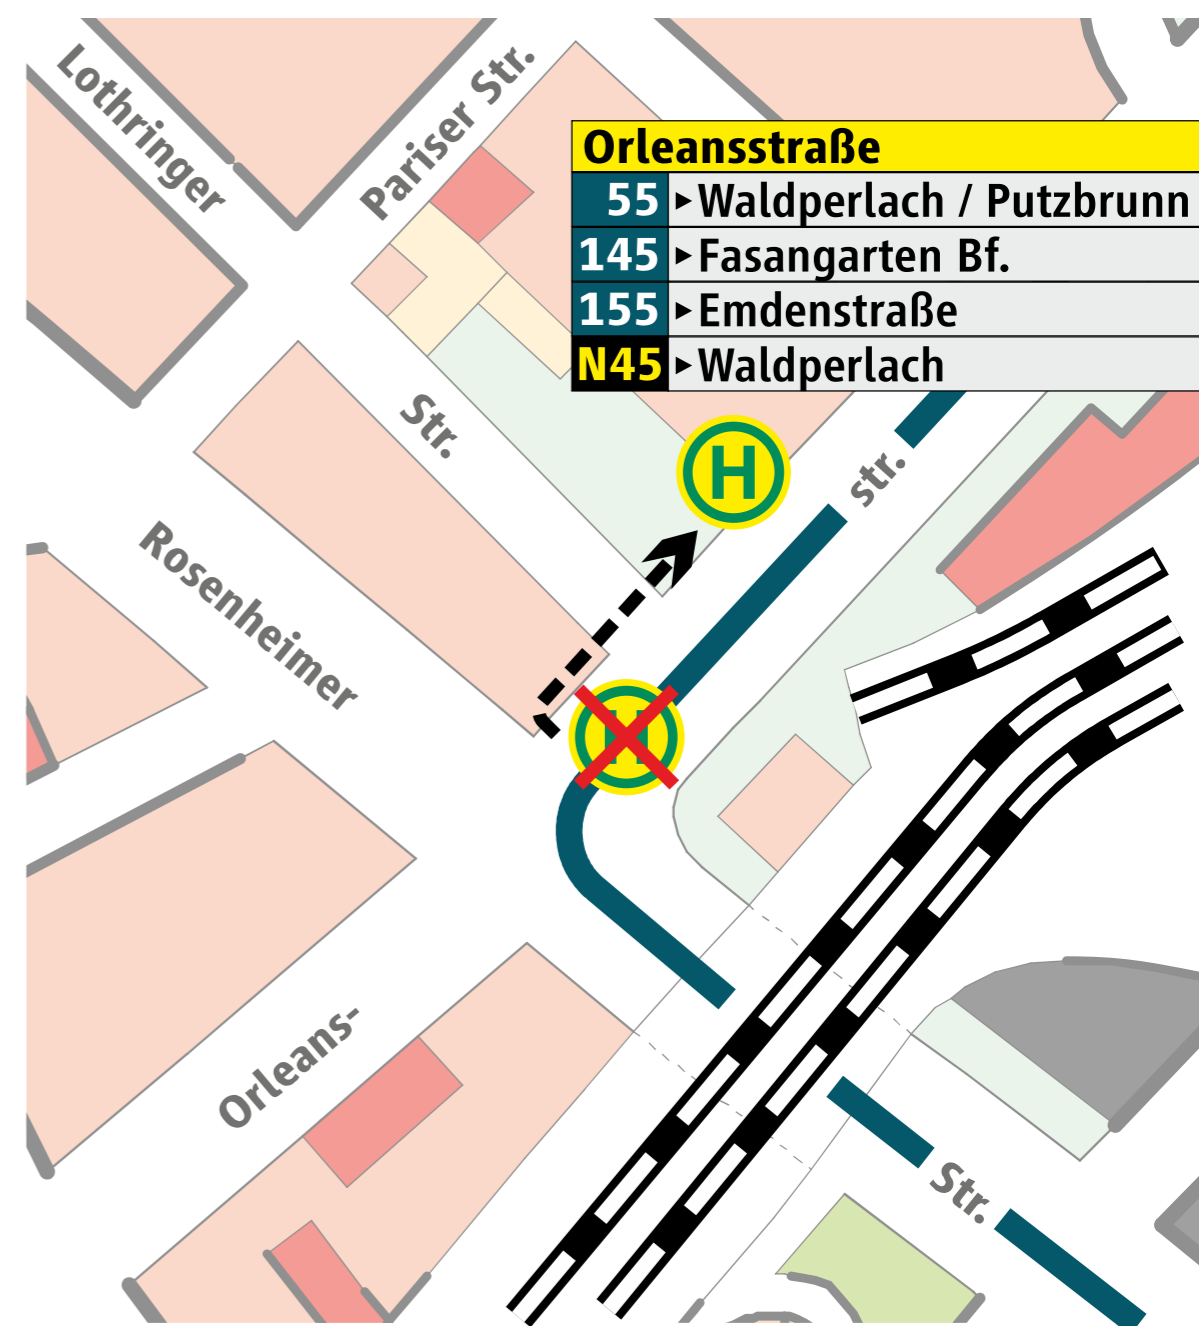 Lothringer
Pariser Str.
Orleansstraße
55 ▸Waldperlach / Putzbrunn
145 ▸Fasangarten Bf.
155 ▸Emdenstraße
N45 ▸Waldperlach
Str.
H
str.
Rosenheimer
H
Orleans-
Str.